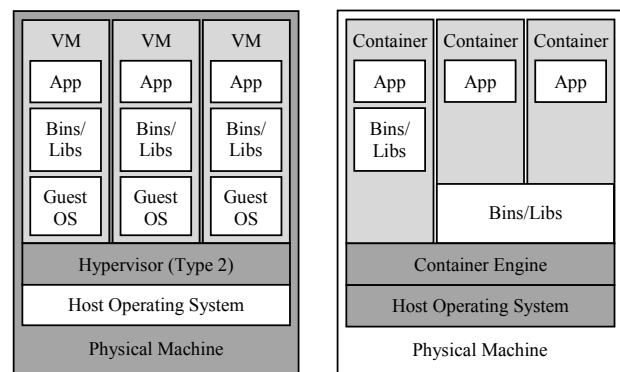 VM VM VM
App App App
Bins/ Bins/ Bins/
Libs Libs Libs
Guest Guest Guest
OS OS OS
Hypervisor (Type 2)
Host Operating System
Physical Machine
Container Container Container
App App App
Bins/
Libs
Bins/Libs
Container Engine
Host Operating System
Physical Machine